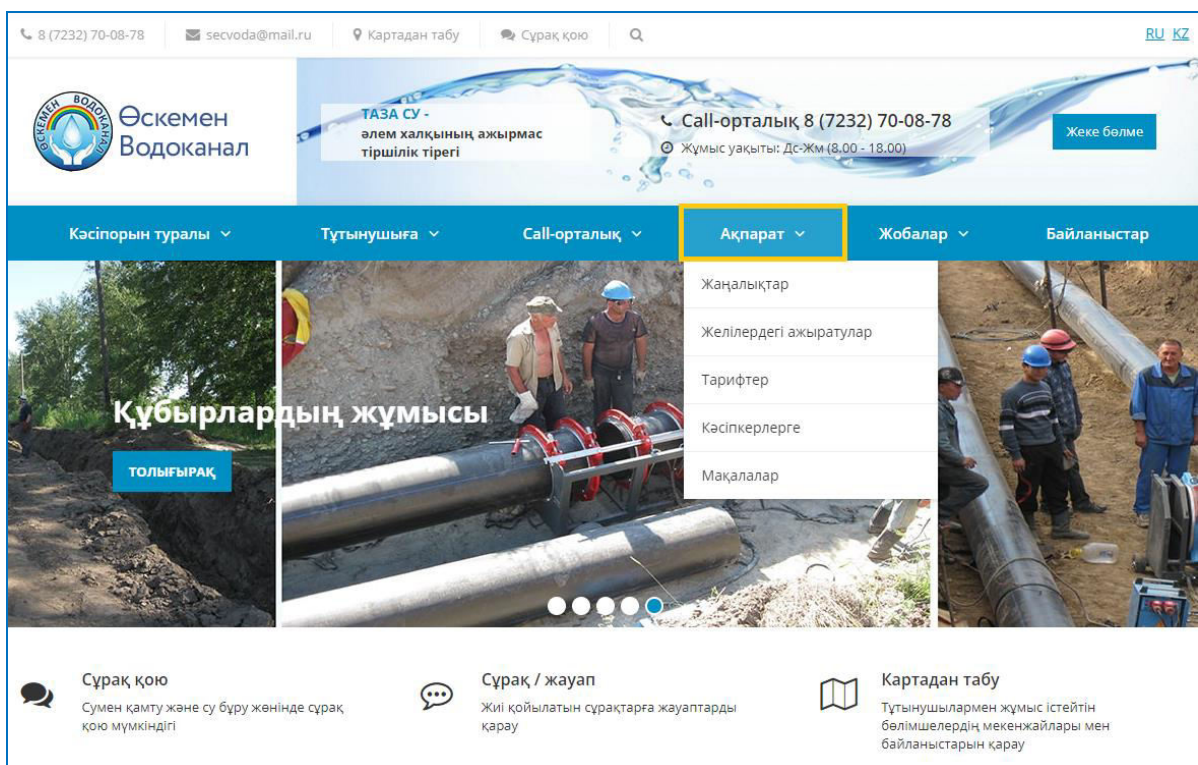 8 (7232) 70-08-78 secvoda@mail.ru Картадан табу Сұрақ қою RU KZ
ӨСКЕМЕН ВОДОКАНАЛ
Өскемен
Водоканал
ТАЗА СУ -
әлем халқының ажырмас
тіршілік тірегі
Call-орталық 8 (7232) 70-08-78
Жұмыс уақыты: Дс-Жм (8.00 - 18.00)
Жеке бөлме
Кәсіпорын туралы Тұтынушыға Call-орталық Ақпарат Жобалар Байланыстар
Жаңалықтар
Желілердегі ажыратулар
Тарифтер
Кәсіпкерлерге
Мақалалар
Құбырлардың жұмысы
ТОЛЫҒЫРАҚ
Сұрақ қою
Сумен қамту және су бұру жөнінде сұрақ
қою мүмкіндігі
Сұрақ / жауап
Жиі қойылатын сұрақтарға жауаптарды
қарау
Картадан табу
Тұтынушылармен жұмыс істейтін
бөлімшелердің мекенжайлары мен
байланыстарын қарау